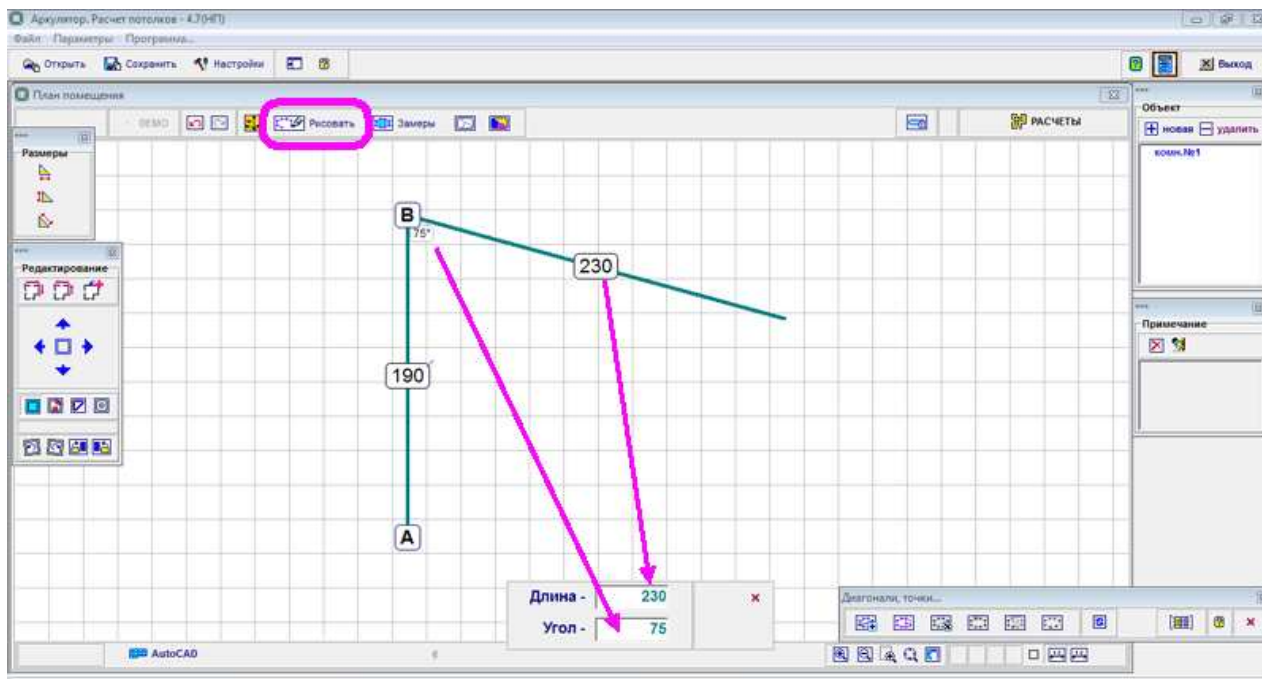 Аркулятор. Расчет потолков - 4.7(НП)
Файл Параметры Программа...
Открыть Сохранить Настройки Выход
План помещения
DEMO Рисовать Замеры РАСЧЕТЫ
Объект
новая удалить
комн.№1
Размеры
Редактирование
Примечание
B
75°
230
190
A
Длина - 230
Угол - 75
Диагонали, точки...
AutoCAD